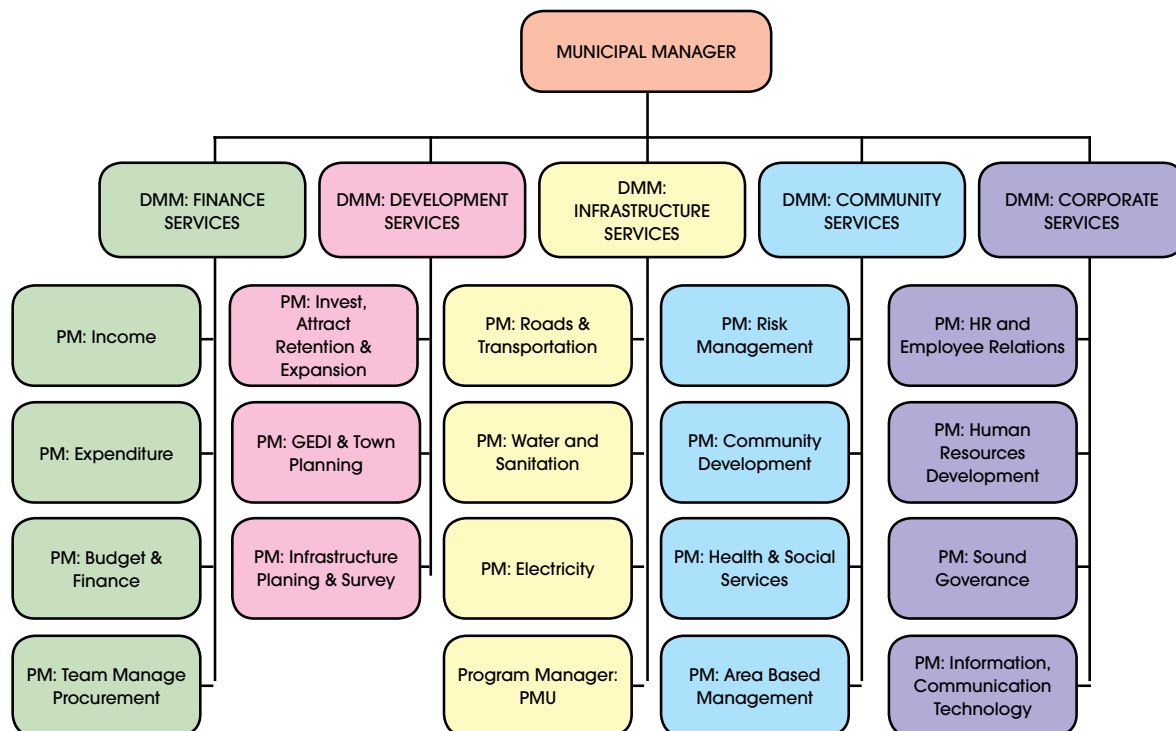 MUNICIPAL MANAGER
DMM: FINANCE
SERVICES
DMM: DEVELOPMENT
SERVICES
DMM:
INFRASTRUCTURE
SERVICES
DMM: COMMUNITY
SERVICES
DMM: CORPORATE
SERVICES
PM: Income
PM: Invest,
Attract
Retention &
Expansion
PM: Roads &
Transportation
PM: Risk
Management
PM: HR and
Employee Relations
PM: Expenditure
PM: GEDI & Town
Planning
PM: Water and
Sanitation
PM: Community
Development
PM: Human
Resources
Development
PM: Budget &
Finance
PM: Infrastructure
Planing & Survey
PM: Electricity
PM: Health & Social
Services
PM: Sound
Goverance
PM: Team Manage
Procurement
Program Manager:
PMU
PM: Area Based
Management
PM: Information,
Communication
Technology